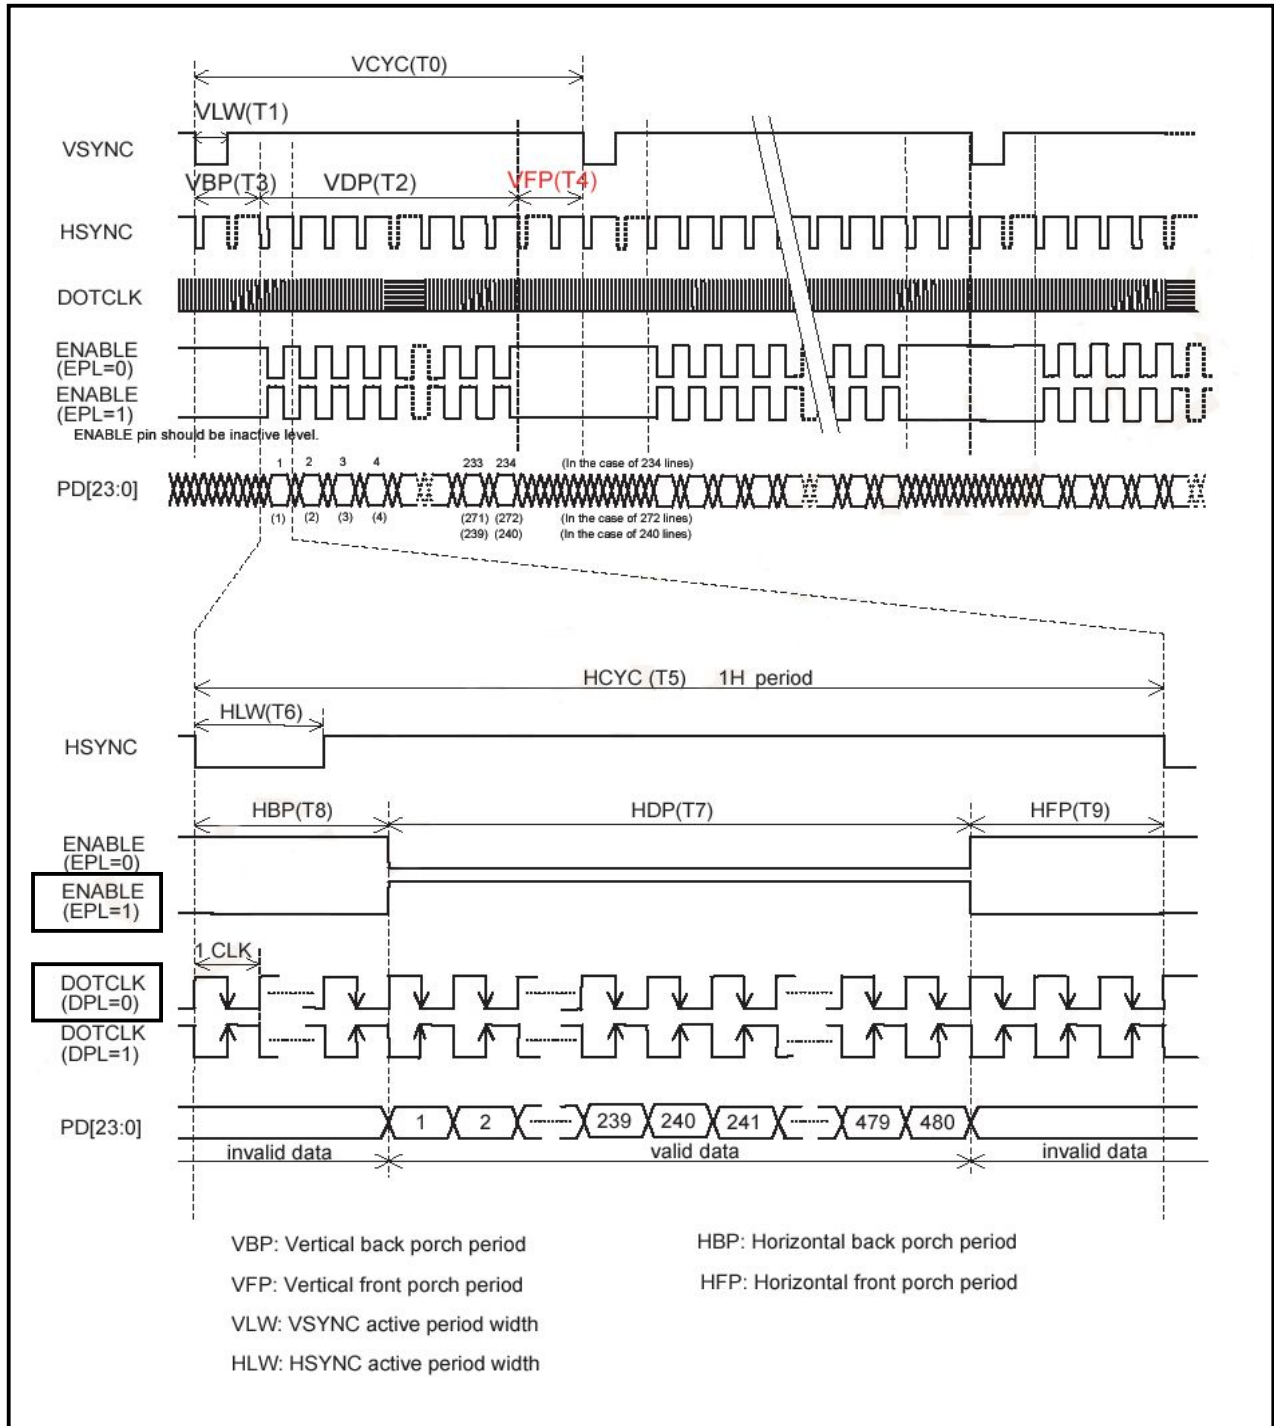 VCYC(T0)
VLW(T1)
VSYNC
VBP(T3) VDP(T2) VFP(T4)
HSYNC
DOTCLK
ENABLE
(EPL=0)
ENABLE
(EPL=1)
ENABLE pin should be inactive level.
1 2 3 4 233 234 (In the case of 234 lines)
PD[23:0]
(1) (2) (3) (4) (271) (272) (In the case of 272 lines)
(239) (240) (In the case of 240 lines)
HCYC (T5) 1H period
HLW(T6)
HSYNC
HBP(T8) HDP(T7) HFP(T9)
ENABLE
(EPL=0)
ENABLE
(EPL=1)
1 CLK
DOTCLK
(DPL=0)
DOTCLK
(DPL=1)
PD[23:0] 1 2 239 240 241 479 480
invalid data valid data invalid data
VBP: Vertical back porch period HBP: Horizontal back porch period
VFP: Vertical front porch period HFP: Horizontal front porch period
VLW: VSYNC active period width
HLW: HSYNC active period width